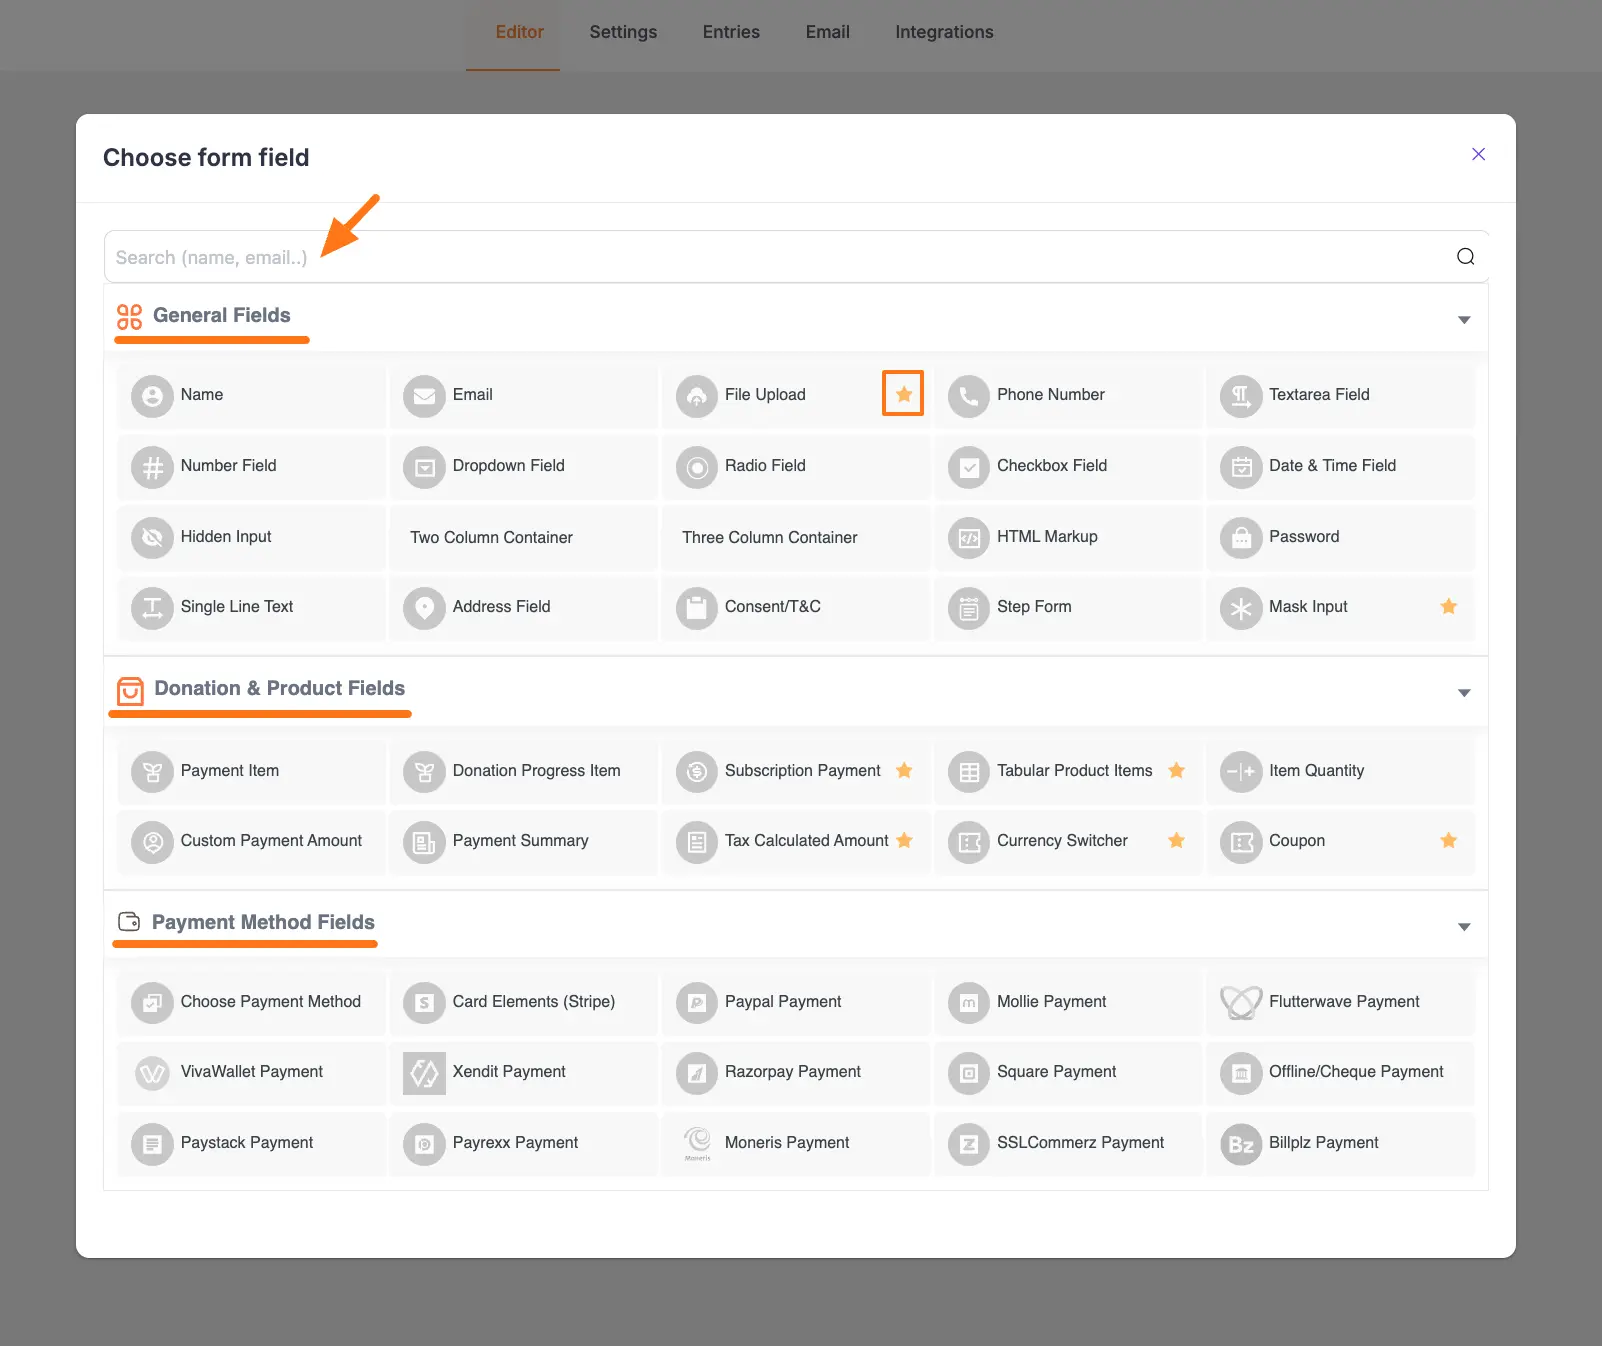 Editor Settings Entries Email Integrations
Choose form field
Search (name, email..)
General Fields
Name Email File Upload Phone Number Textarea Field
Number Field Dropdown Field Radio Field Checkbox Field Date & Time Field
Hidden Input Two Column Container Three Column Container HTML Markup Password
Single Line Text Address Field Consent/T&C Step Form Mask Input
Donation & Product Fields
Payment Item Donation Progress Item Subscription Payment Tabular Product Items Item Quantity
Custom Payment Amount Payment Summary Tax Calculated Amount Currency Switcher Coupon
Payment Method Fields
Choose Payment Method Card Elements (Stripe) Paypal Payment Mollie Payment Flutterwave Payment
VivaWallet Payment Xendit Payment Razorpay Payment Square Payment Offline/Cheque Payment
Paystack Payment Payrexx Payment Moneris Moneris Payment SSLCommerz Payment Bz Billplz Payment